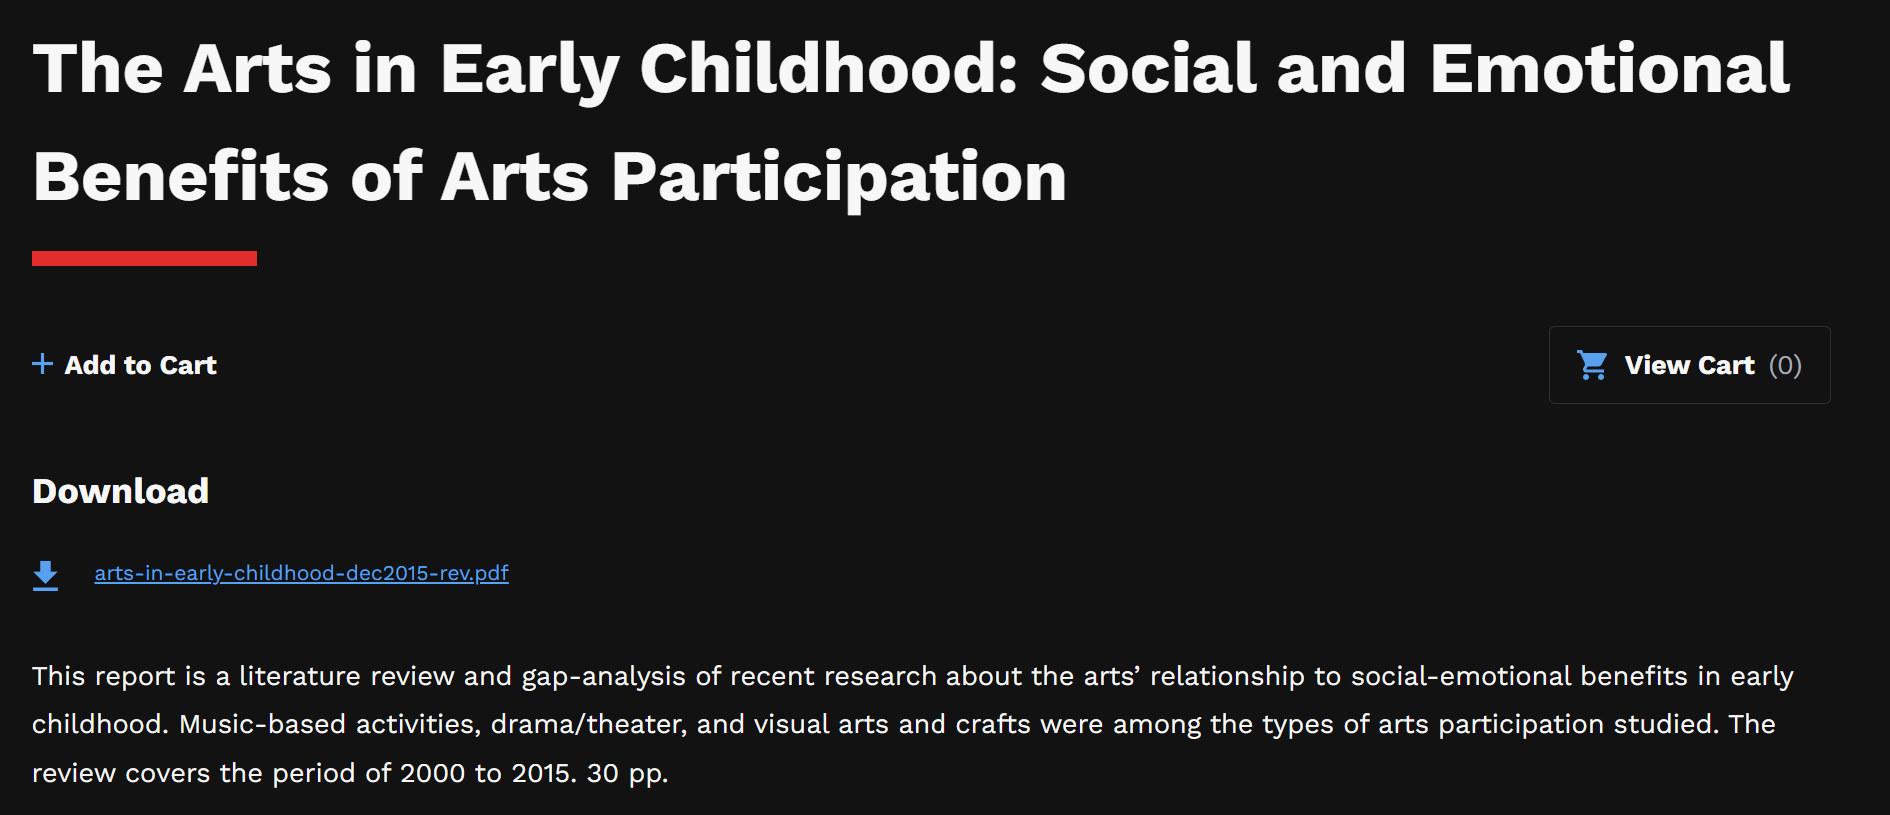 The Arts in Early Childhood: Social and Emotional
Benefits of Arts Participation
+ Add to Cart
View Cart (0)
Download
arts-in-early-childhood-dec2015-rev.pdf
This report is a literature review and gap-analysis of recent research about the arts’ relationship to social-emotional benefits in early
childhood. Music-based activities, drama/theater, and visual arts and crafts were among the types of arts participation studied. The
review covers the period of 2000 to 2015. 30 pp.